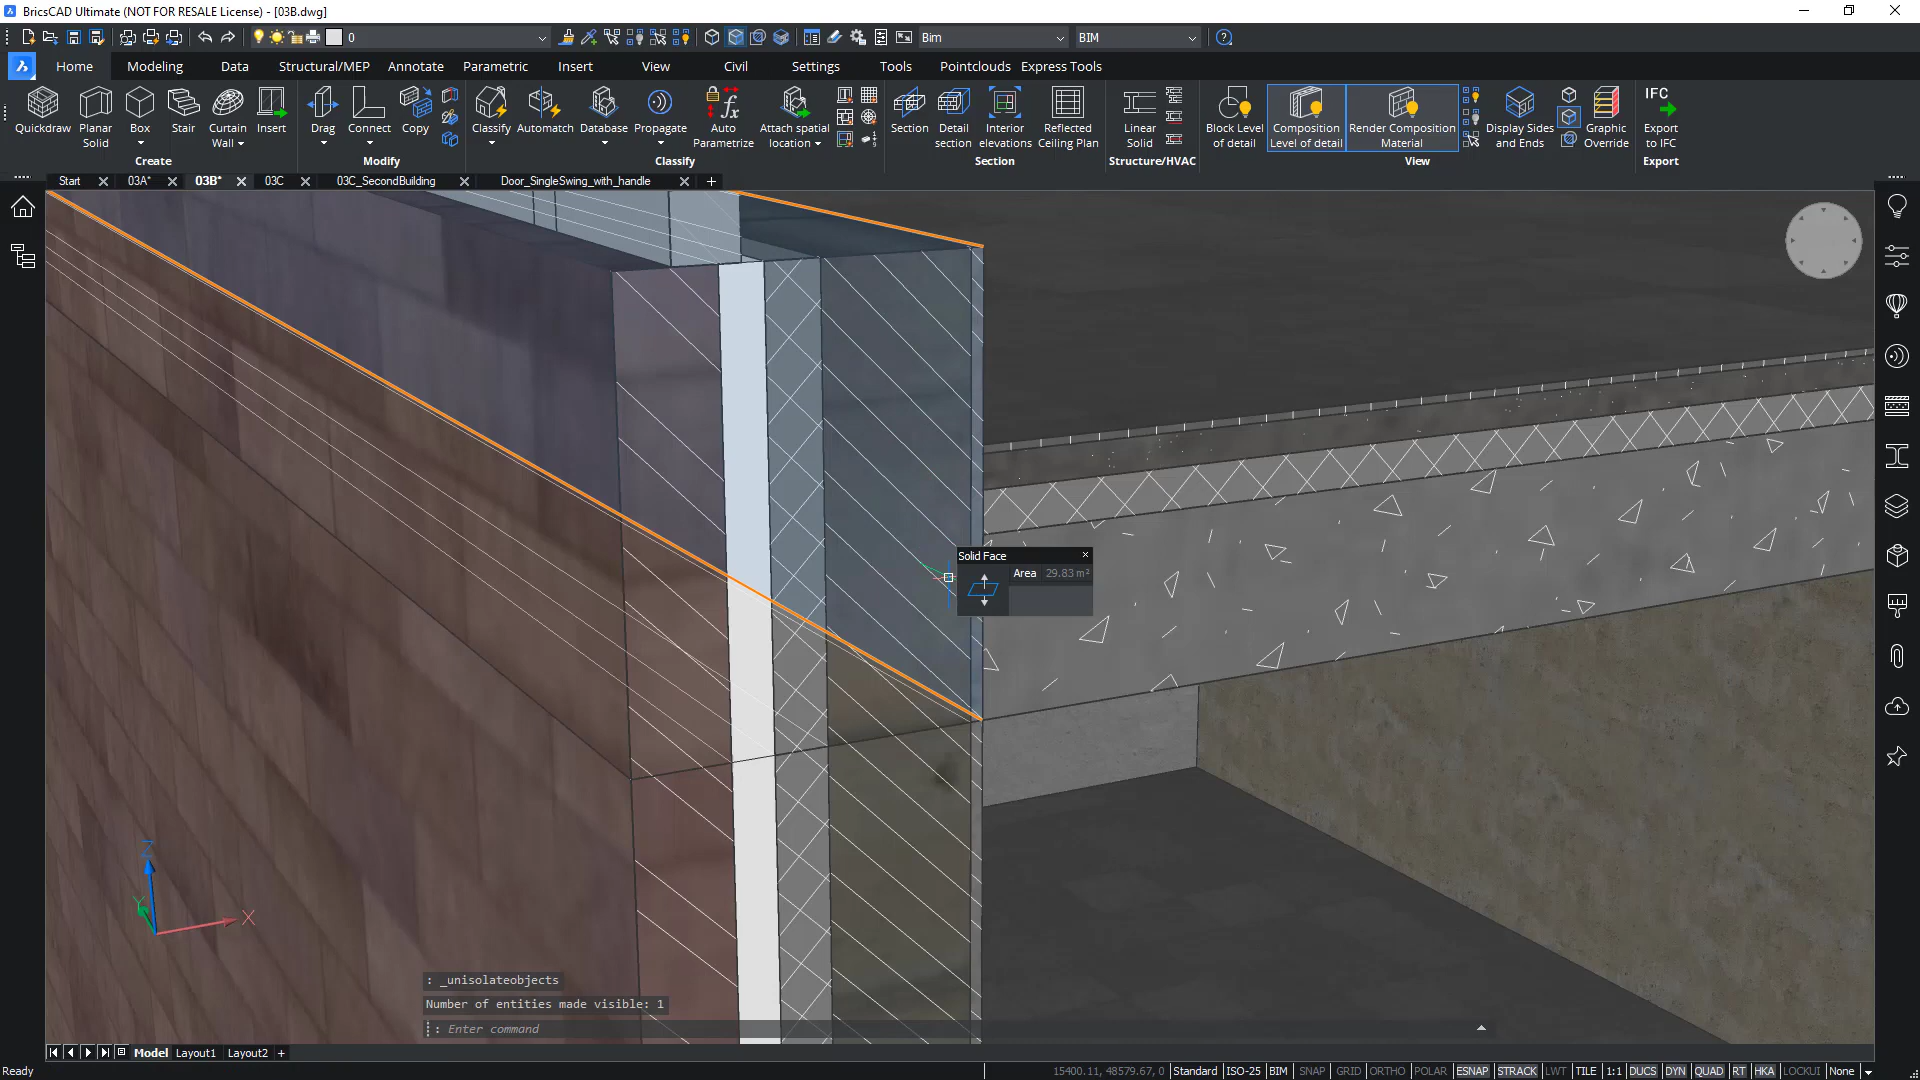 BricsCAD Ultimate (NOT FOR RESALE License) - [03B.dwg]
0
Bim
BIM
Home
Modeling
Data
Structural/MEP
Annotate
Parametric
Insert
View
Civil
Settings
Tools
Pointclouds
Express Tools
Quickdraw
Planar
Solid
Box
Stair
Curtain
Wall
Insert
Create
Drag
Connect
Copy
Modify
Classify
Automatch
Database
Propagate
Auto
Parametrize
Attach spatial
location
Classify
Section
Detail
section
Interior
elevations
Reflected
Ceiling Plan
Section
Linear
Solid
Structure/HVAC
Block Level
of detail
Composition
Level of detail
Render Composition
Material
Display Sides
and Ends
Graphic
Override
View
IFC
Export
to IFC
Export
Start
03A*
03B*
03C
03C_SecondBuilding
Door_SingleSwing_with_handle
Solid Face
Area 29.83 m²
Z
Y
X
: _unisolateobjects
Number of entities made visible: 1
: Enter command
Model
Layout1
Layout2
Ready
15400.11, 48579.67, 0
Standard
ISO-25
BIM
SNAP
GRID
ORTHO
POLAR
ESNAP
STRACK
LWT
TILE
1:1
DUCS
DYN
QUAD
RT
HKA
LOCKUI
None